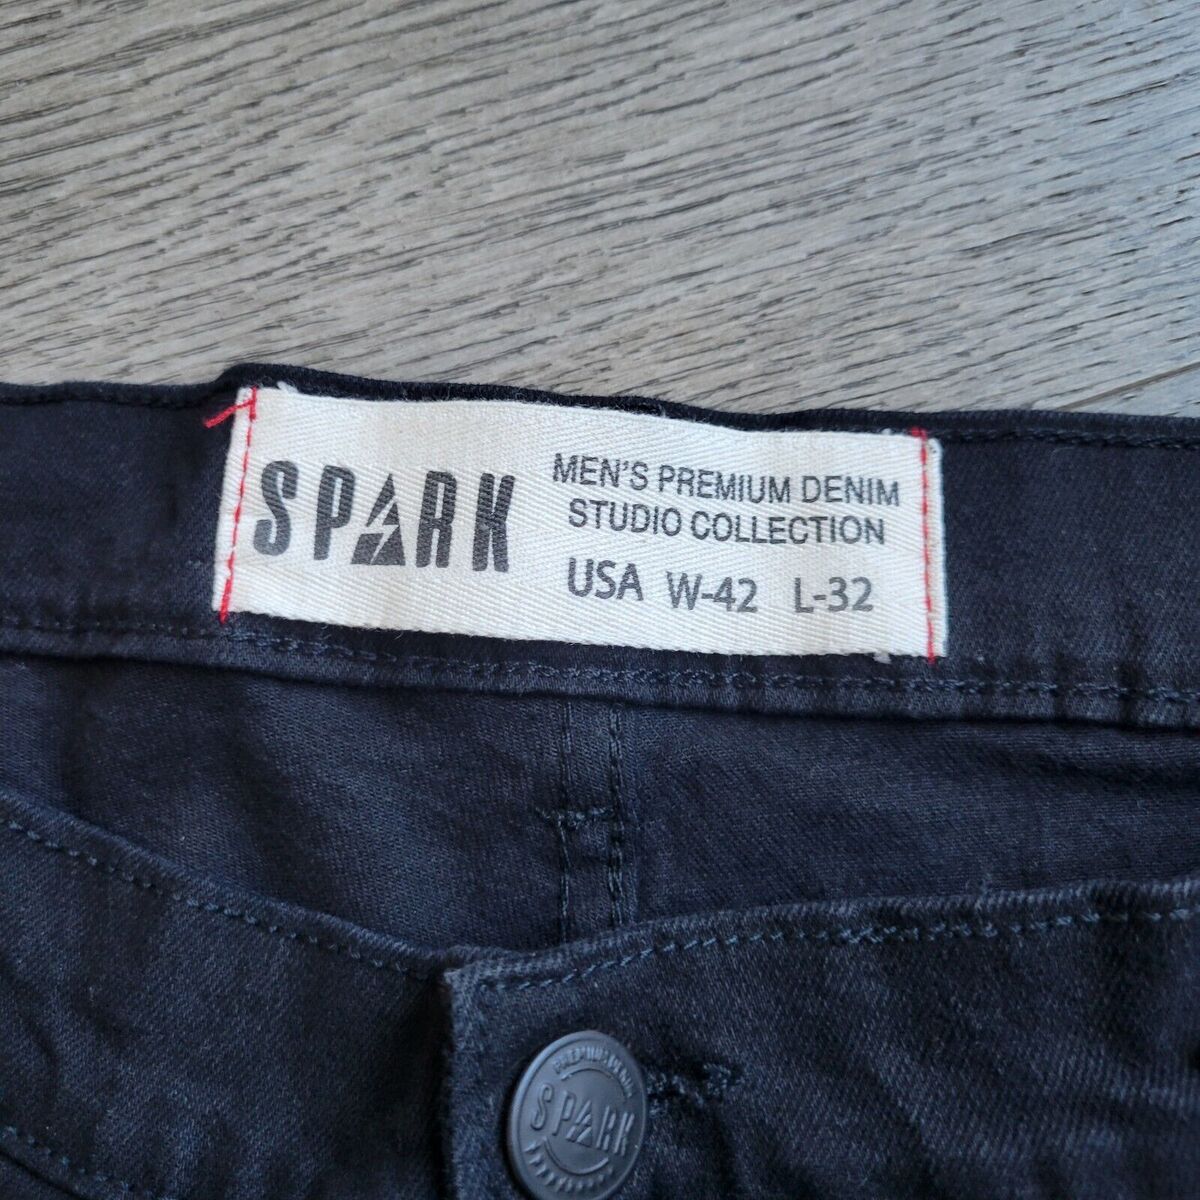 SPARK
MEN'S PREMIUM DENIM
STUDIO COLLECTION
USA W-42 L-32
SPARK